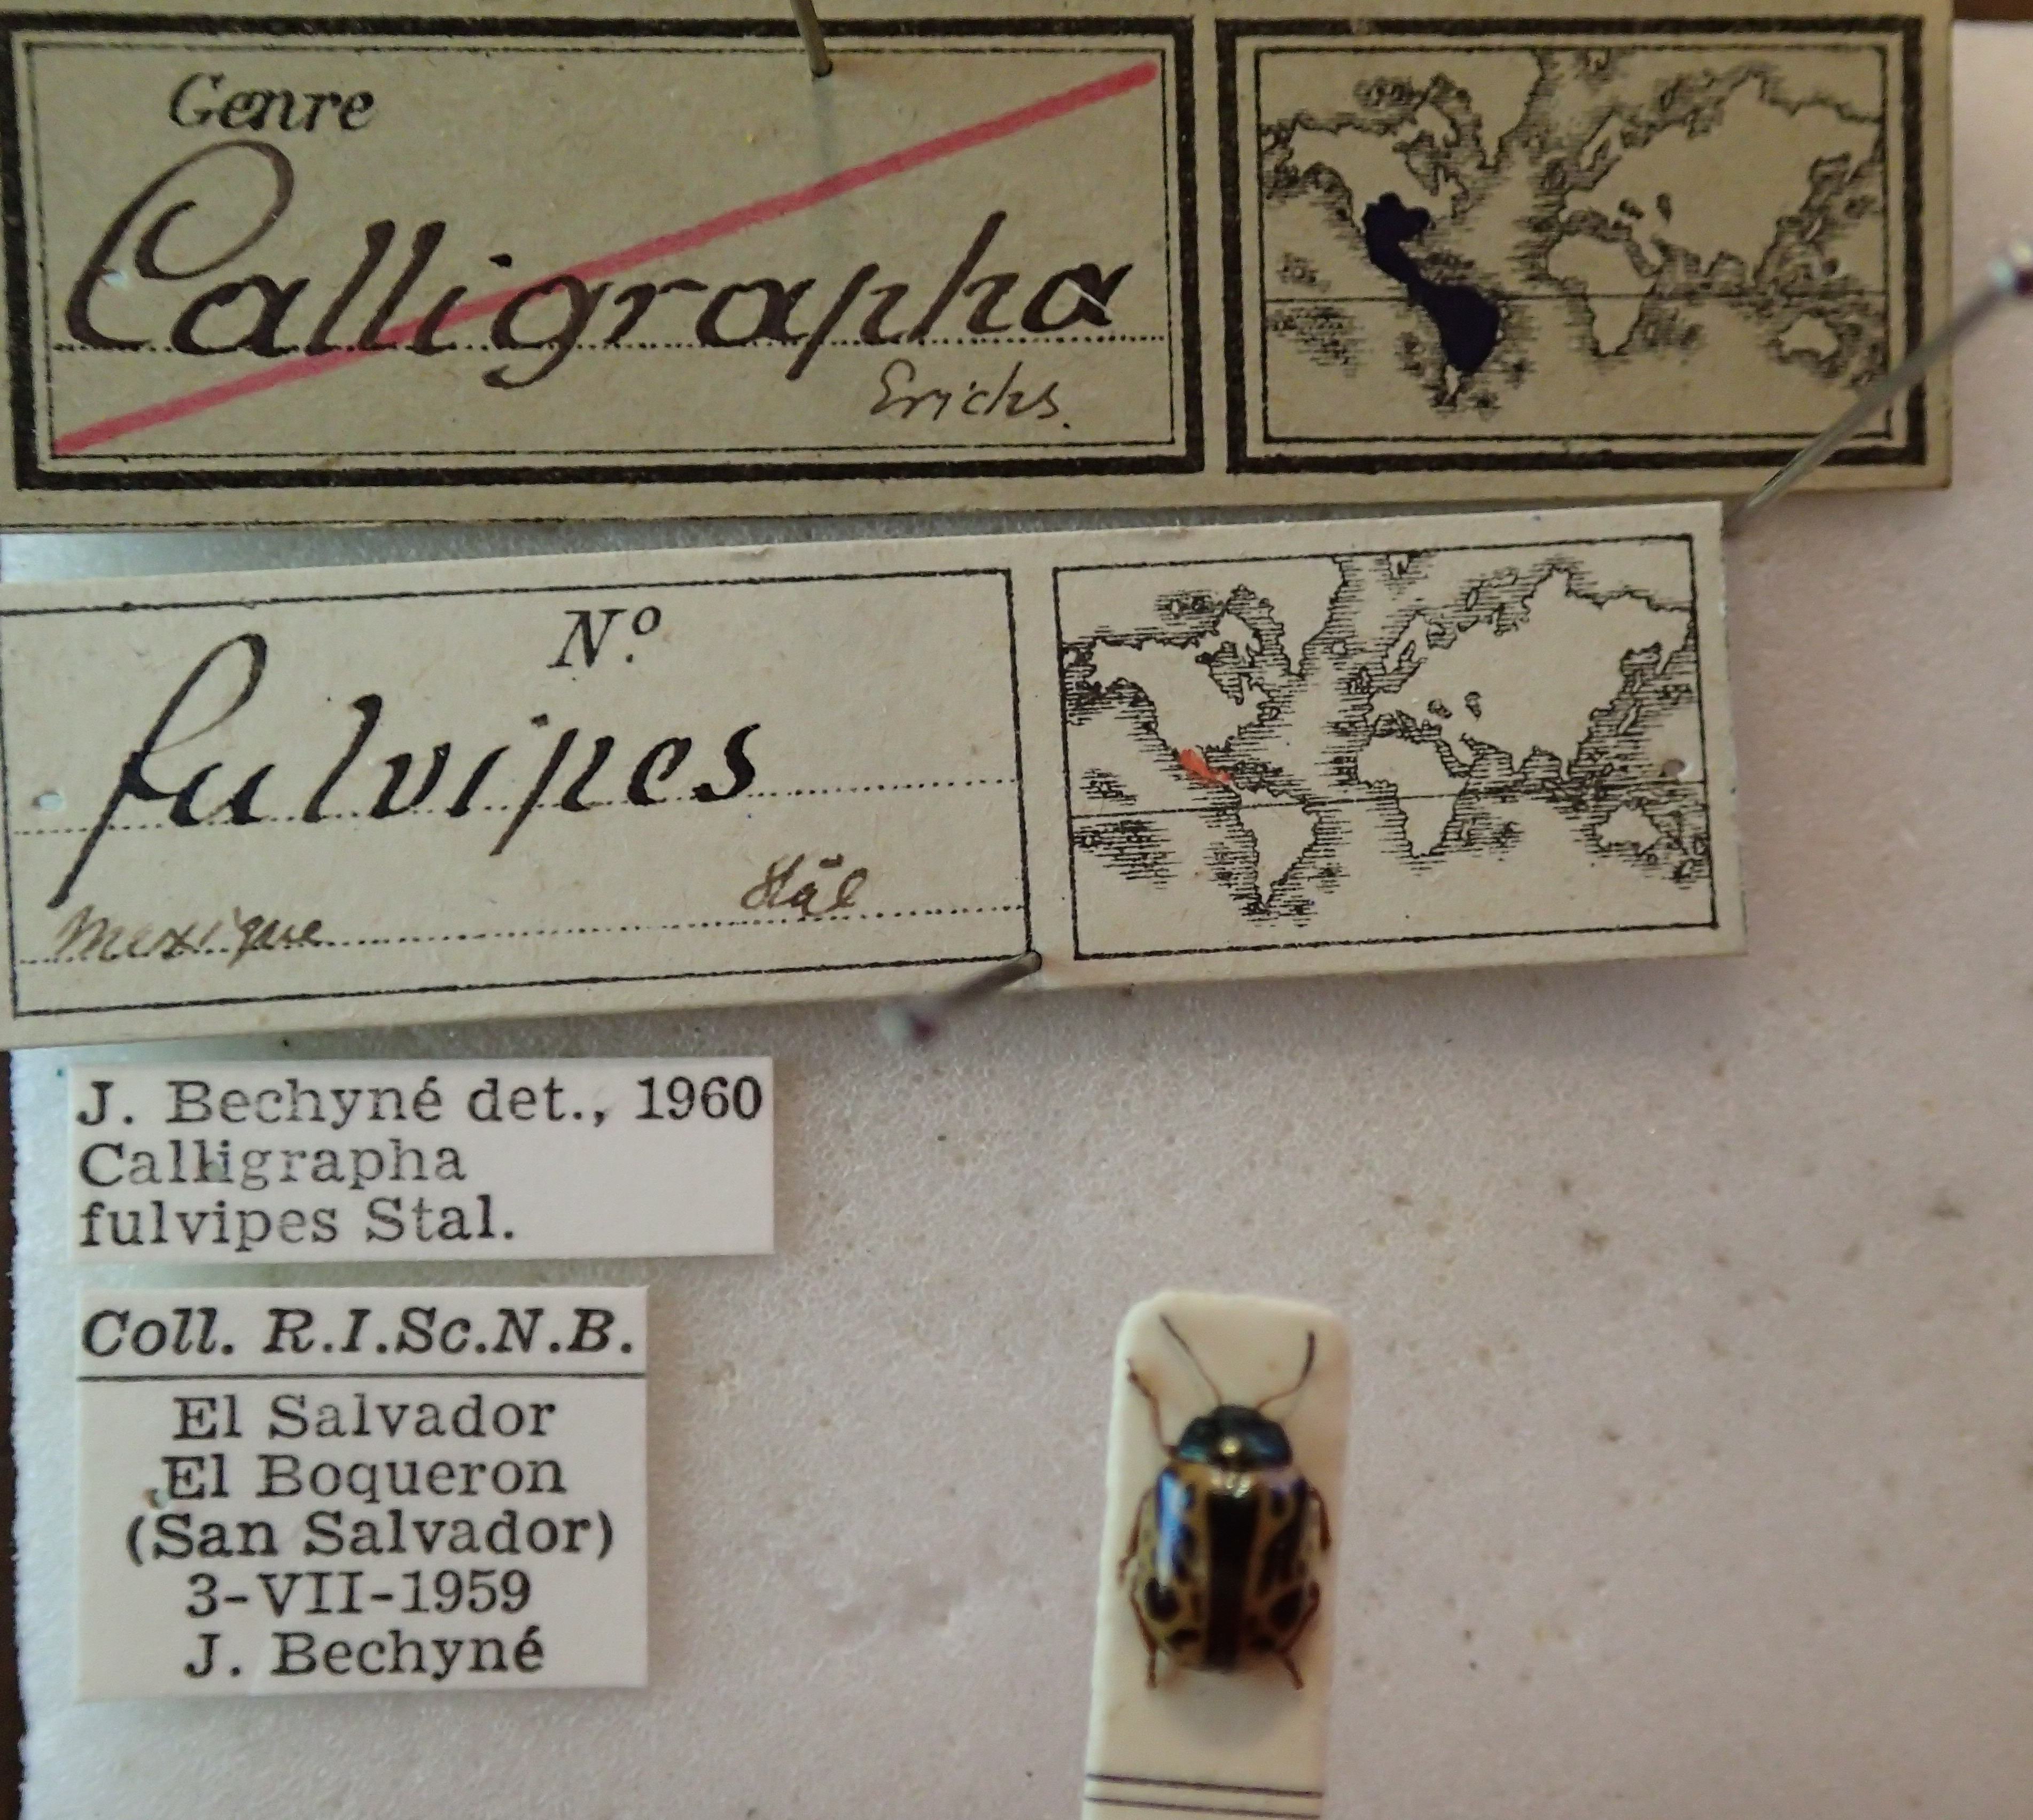 Genre
Calligrapha
Erichs.
Nº.
fulvipes
Stål
Mexique
J. Bechyné det., 1960
Calligrapha
fulvipes Stal.
Coll. R.I.Sc.N.B.
El Salvador
El Boqueron
(San Salvador)
3-VII-1959
J. Bechyné